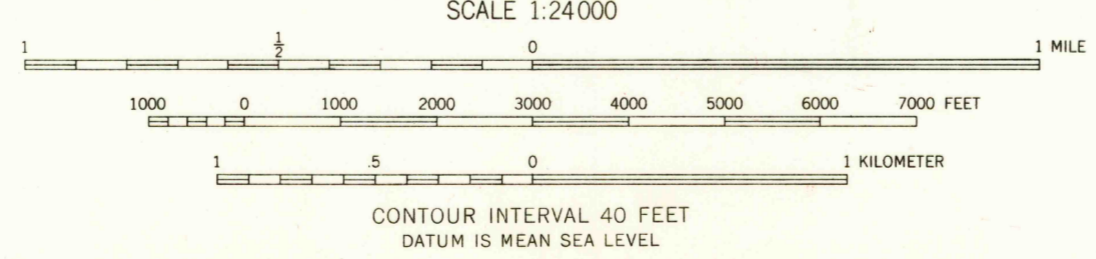 SCALE 1:24000
1 1/2 0 1 MILE
1000 0 1000 2000 3000 4000 5000 6000 7000 FEET
1 .5 0 1 KILOMETER
CONTOUR INTERVAL 40 FEET
DATUM IS MEAN SEA LEVEL